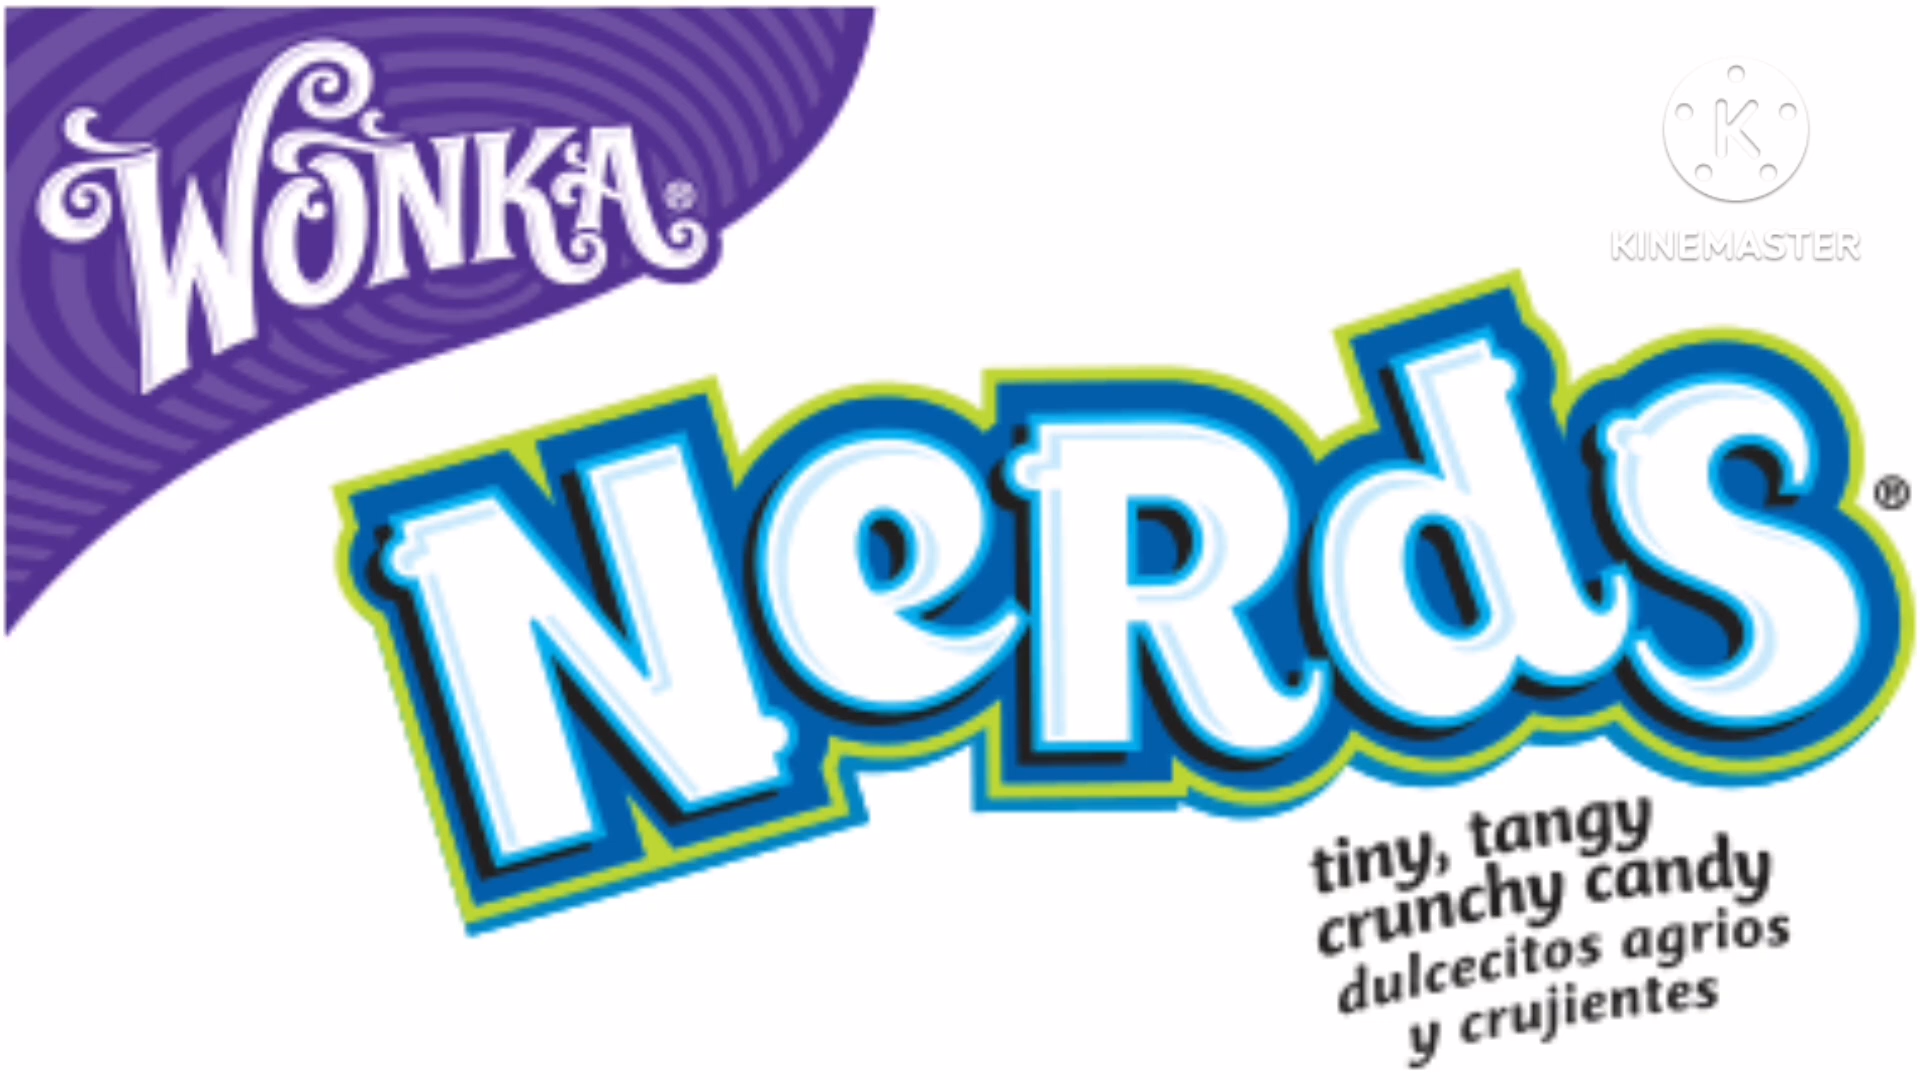 WONKA®
K
KINEMASTER
NeRdS®
tiny, tangy
crunchy candy
dulcecitos agrios
y crujientes